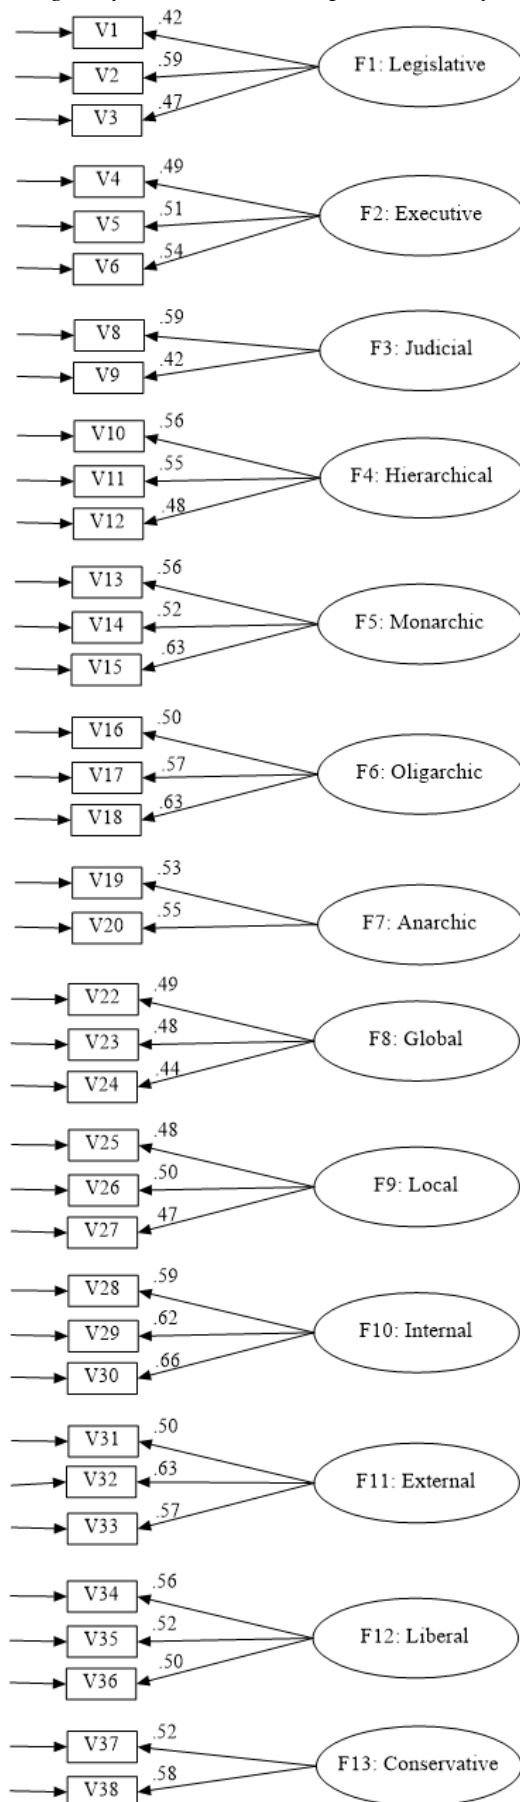 V1 .42
F1: Legislative
V2 .59
V3 .47
V4 .49
F2: Executive
V5 .51
V6 .54
V8 .59
F3: Judicial
V9 .42
V10 .56
F4: Hierarchical
V11 .55
V12 .48
V13 .56
F5: Monarchic
V14 .52
V15 .63
V16 .50
F6: Oligarchic
V17 .57
V18 .63
V19 .53
F7: Anarchic
V20 .55
V22 .49
F8: Global
V23 .48
V24 .44
V25 .48
F9: Local
V26 .50
V27 .47
V28 .59
F10: Internal
V29 .62
V30 .66
V31 .50
F11: External
V32 .63
V33 .57
V34 .56
F12: Liberal
V35 .52
V36 .50
V37 .52
F13: Conservative
V38 .58